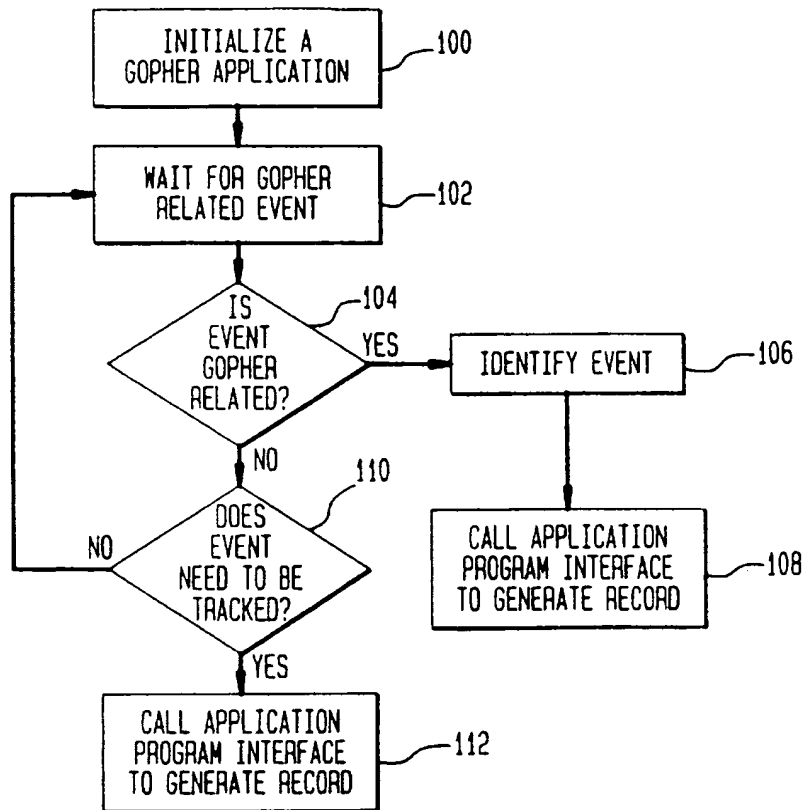 INITIALIZE A
GOPHER APPLICATION
100
WAIT FOR GOPHER
RELATED EVENT
102
IS
EVENT
GOPHER
RELATED?
104
YES
IDENTIFY EVENT
106
NO
CALL APPLICATION
PROGRAM INTERFACE
TO GENERATE RECORD
108
DOES
EVENT
NEED TO BE
TRACKED?
110
NO
YES
CALL APPLICATION
PROGRAM INTERFACE
TO GENERATE RECORD
112